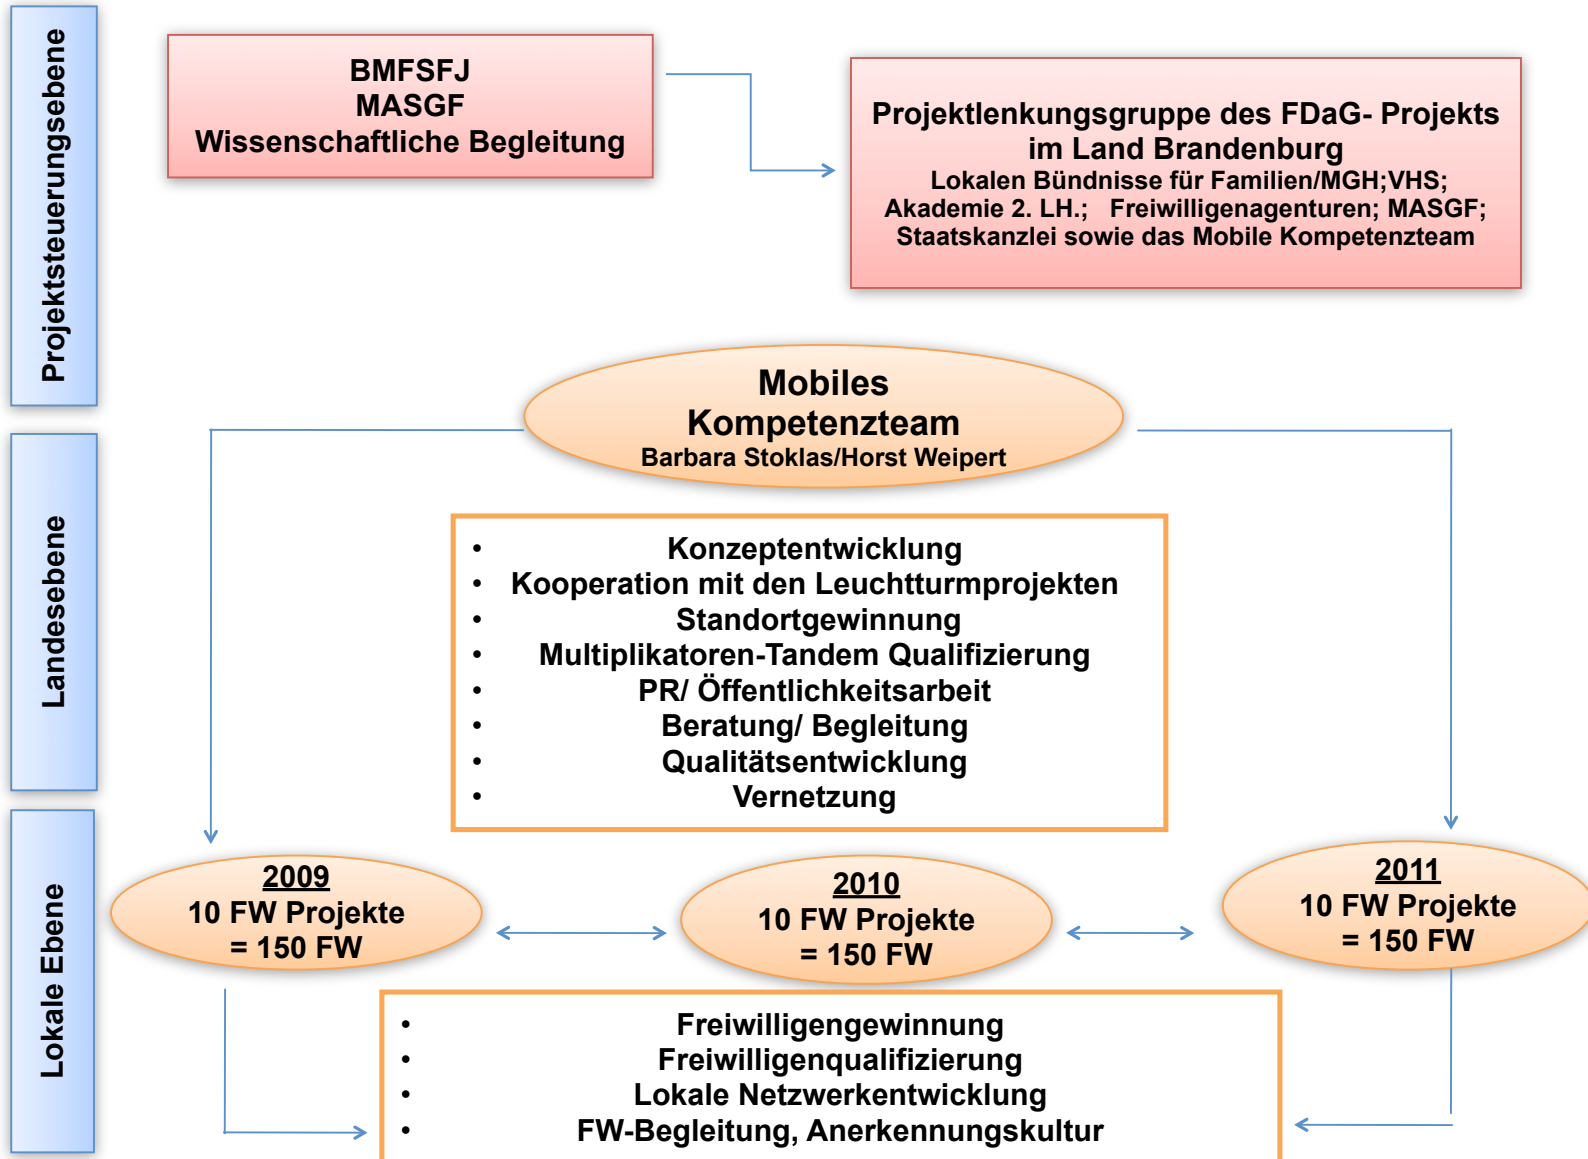 Projektsteuerungsebene
BMFSFJ
MASGF
Wissenschaftliche Begleitung
Projektlenkungsgruppe des FDaG- Projekts
im Land Brandenburg
Lokalen Bündnisse für Familien/MGH;VHS;
Akademie 2. LH.; Freiwilligenagenturen; MASGF;
Staatskanzlei sowie das Mobile Kompetenzteam
Mobiles
Kompetenzteam
Barbara Stoklas/Horst Weipert
Landesebene
• Konzeptentwicklung
• Kooperation mit den Leuchtturmprojekten
• Standortgewinnung
• Multiplikatoren-Tandem Qualifizierung
• PR/ Öffentlichkeitsarbeit
• Beratung/ Begleitung
• Qualitätsentwicklung
• Vernetzung
Lokale Ebene
2009
10 FW Projekte
= 150 FW
2010
10 FW Projekte
= 150 FW
2011
10 FW Projekte
= 150 FW
• Freiwilligengewinnung
• Freiwilligenqualifizierung
• Lokale Netzwerkentwicklung
• FW-Begleitung, Anerkennungskultur